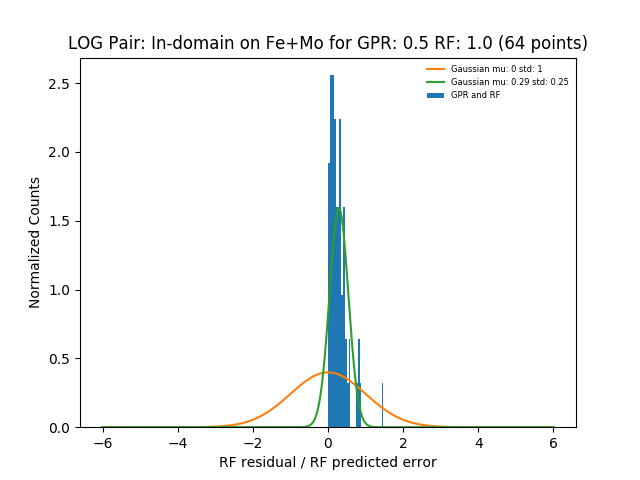 LOG Pair: In-domain on Fe+Mo for GPR: 0.5 RF: 1.0 (64 points)
Gaussian mu: 0 std: 1
Gaussian mu: 0.29 std: 0.25
GPR and RF
Normalized Counts
2.5
2.0
1.5
1.0
0.5
0.0
−6 −4 −2 0 2 4 6
RF residual / RF predicted error